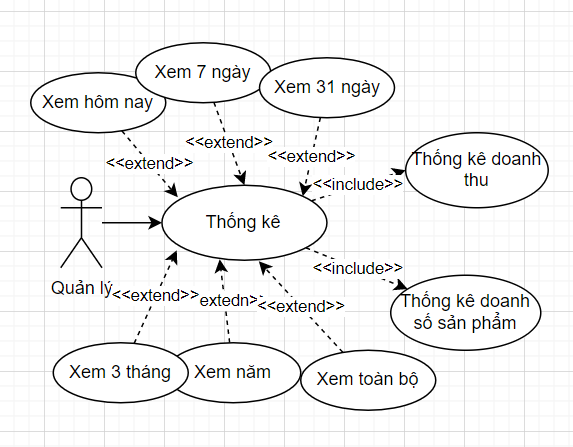 Xem hôm nay
Xem 7 ngày
Xem 31 ngày
<<extend>>
<<extend>>
<<extend>>
Thống kê doanh
thu
<<include>>
Thống kê
Quản lý
<<include>>
<<extend>>
extedn>
<<extend>>
Thống kê doanh
số sản phẩm
Xem 3 tháng
Xem năm
Xem toàn bộ